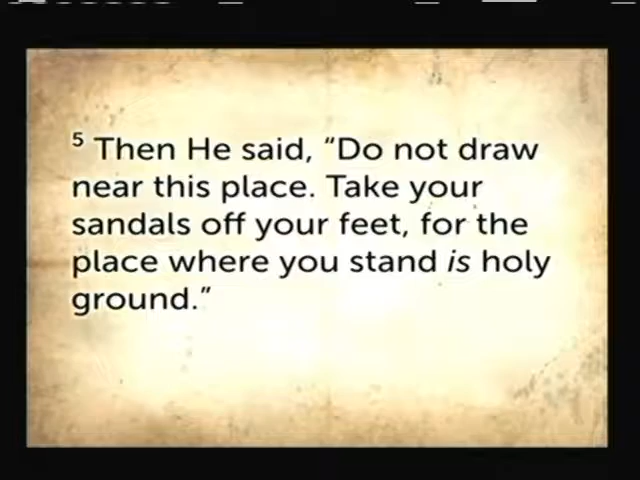 5 Then He said, “Do not draw
near this place. Take your
sandals off your feet, for the
place where you stand is holy
ground.”